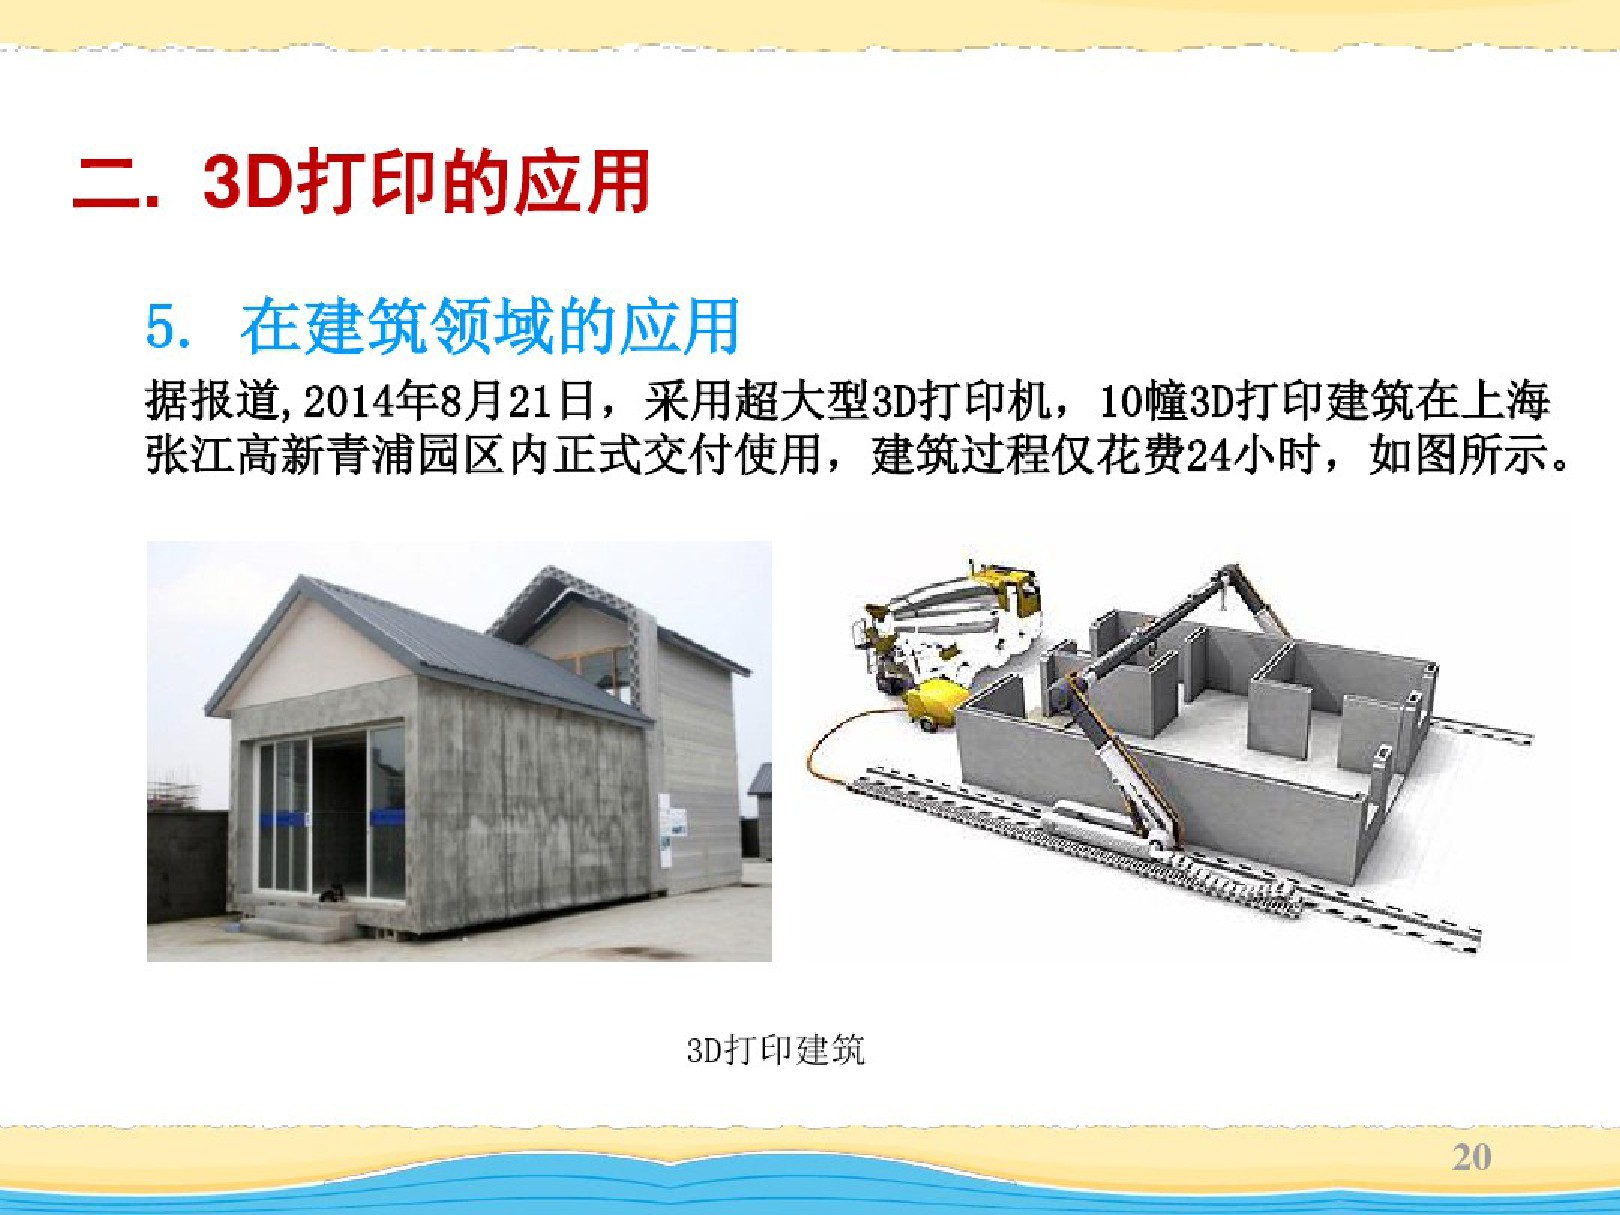 二. 3D打印的应用
5. 在建筑领域的应用
据报道,2014年8月21日，采用超大型3D打印机，10幢3D打印建筑在上海
张江高新青浦园区内正式交付使用，建筑过程仅花费24小时，如图所示。
3D打印建筑
20